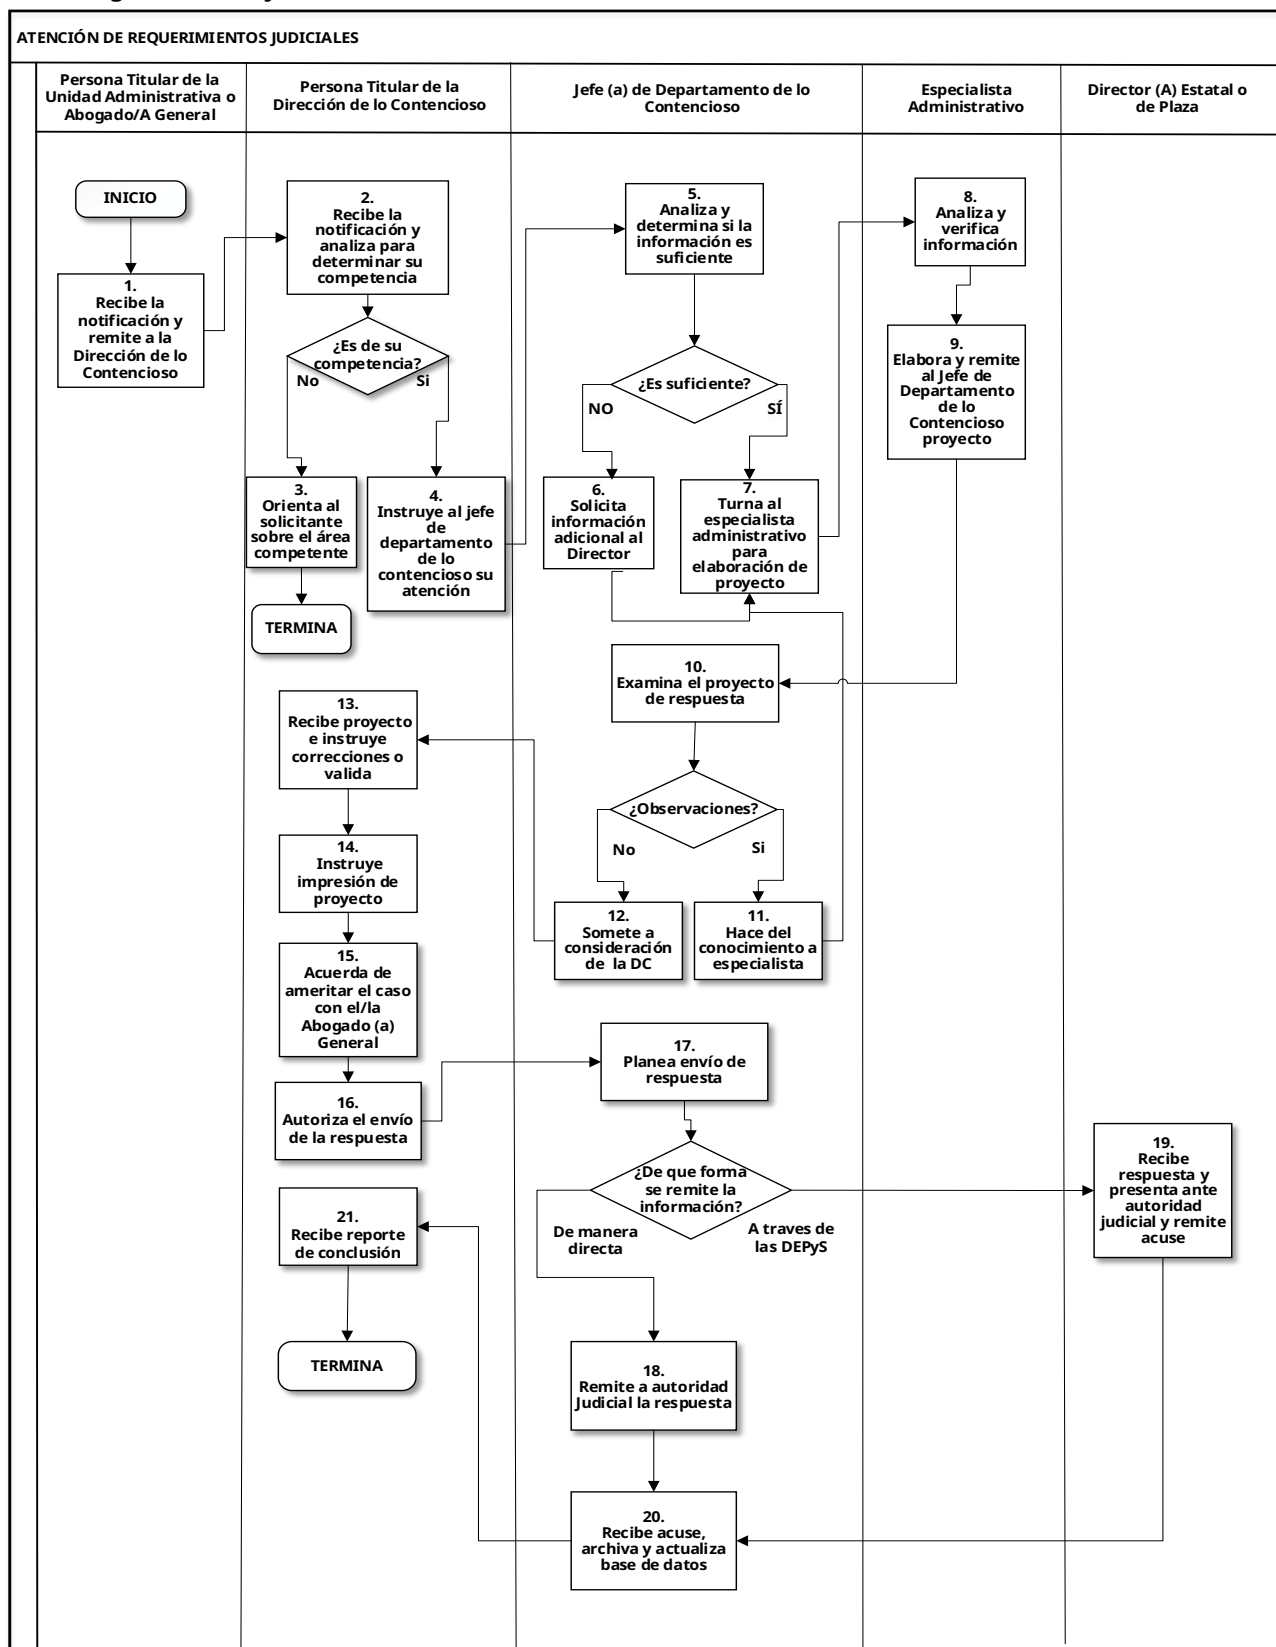 ATENCIÓN DE REQUERIMIENTOS JUDICIALES
Persona Titular de la
Unidad Administrativa o
Abogado/A General
Persona Titular de la
Dirección de lo Contencioso
Jefe (a) de Departamento de lo
Contencioso
Especialista
Administrativo
Director (A) Estatal o
de Plaza
INICIO
1.
Recibe la
notificación y
remite a la
Dirección de lo
Contencioso
2.
Recibe la
notificación y
analiza para
determinar su
competencia
¿Es de su
competencia?
No
Si
3.
Orienta al
solicitante
sobre el área
competente
TERMINA
4.
Instruye al jefe
de
departamento
de lo
contencioso su
atención
5.
Analiza y
determina si la
información es
suficiente
¿Es suficiente?
NO
SÍ
6.
Solicita
información
adicional al
Director
7.
Turna al
especialista
administrativo
para
elaboración de
proyecto
8.
Analiza y
verifica
información
9.
Elabora y remite
al Jefe de
Departamento
de lo
Contencioso
proyecto
10.
Examina el proyecto
de respuesta
¿Observaciones?
No
Si
12.
Somete a
consideración
de la DC
11.
Hace del
conocimiento a
especialista
13.
Recibe proyecto
e instruye
correcciones o
valida
14.
Instruye
impresión de
proyecto
15.
Acuerda de
ameritar el caso
con el/la
Abogado (a)
General
16.
Autoriza el envío
de la respuesta
17.
Planea envío de
respuesta
¿De que forma
se remite la
información?
De manera
directa
A traves de
las DEPyS
19.
Recibe
respuesta y
presenta ante
autoridad
judicial y remite
acuse
18.
Remite a autoridad
Judicial la respuesta
20.
Recibe acuse,
archiva y actualiza
base de datos
21.
Recibe reporte
de conclusión
TERMINA